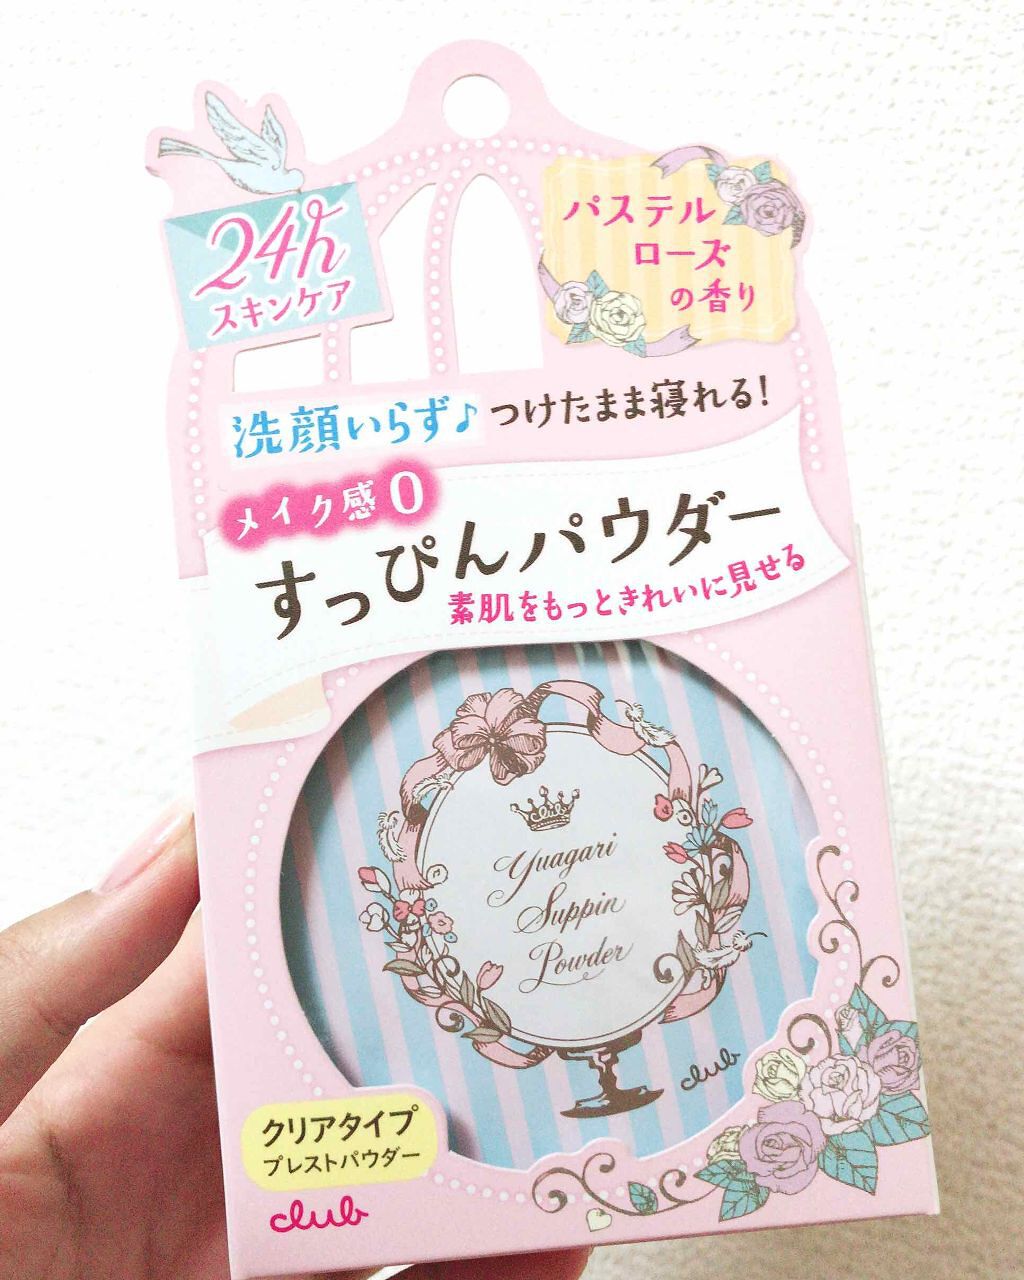 24h
スキンケア
パステル
ローズ
の香り
洗顔いらず♪ つけたまま寝れる!
メイク感0
すっぴんパウダー
素肌をもっときれいに見せる
club
Yuagari
Suppin
Powder
club
クリアタイプ
プレストパウダー
club